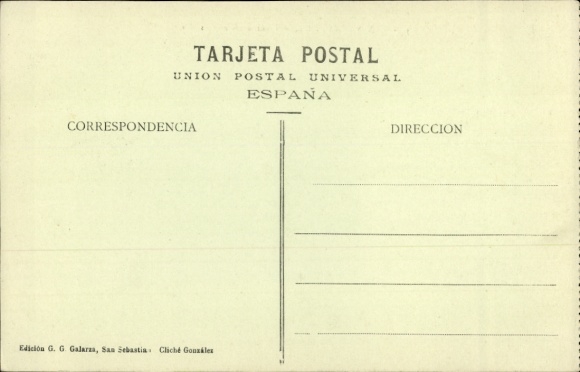 TARJETA POSTAL
UNION POSTAL UNIVERSAL
ESPAÑA
CORRESPONDENCIA
DIRECCION
Edición G. G. Galarza, San Sebastian Cliché González